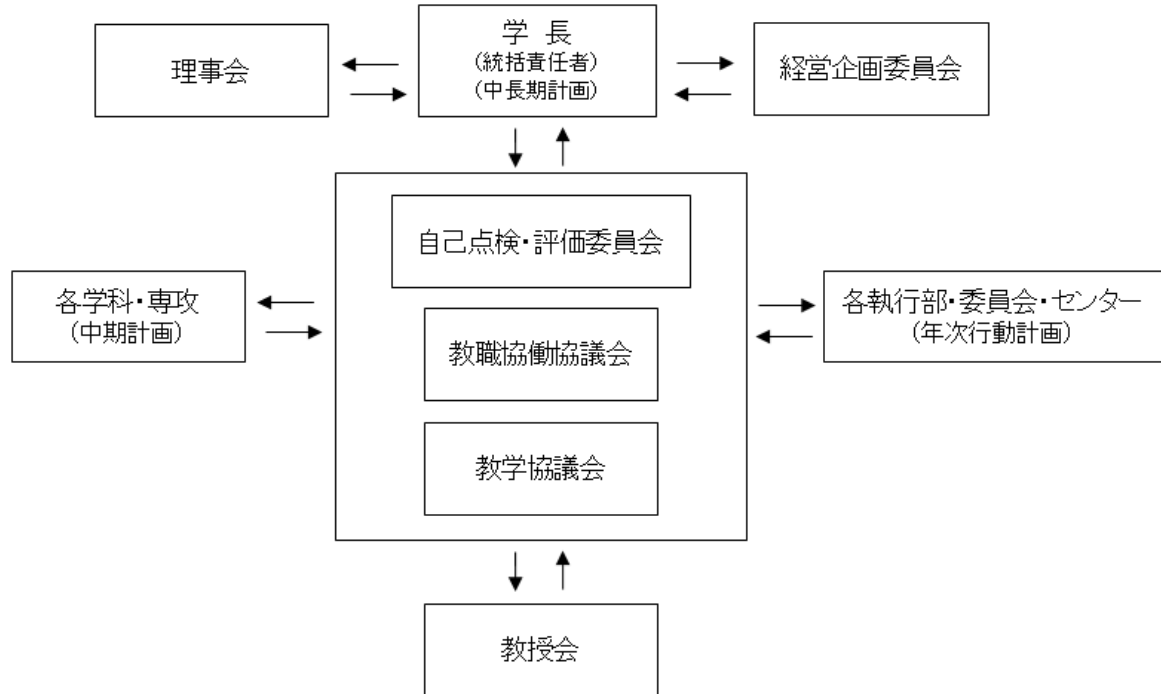 学 長
(統括責任者)
(中長期計画)
理事会
経営企画委員会
自己点検・評価委員会
各学科・専攻
(中期計画)
教職協働協議会
各執行部・委員会・センター
(年次行動計画)
教学協議会
教授会